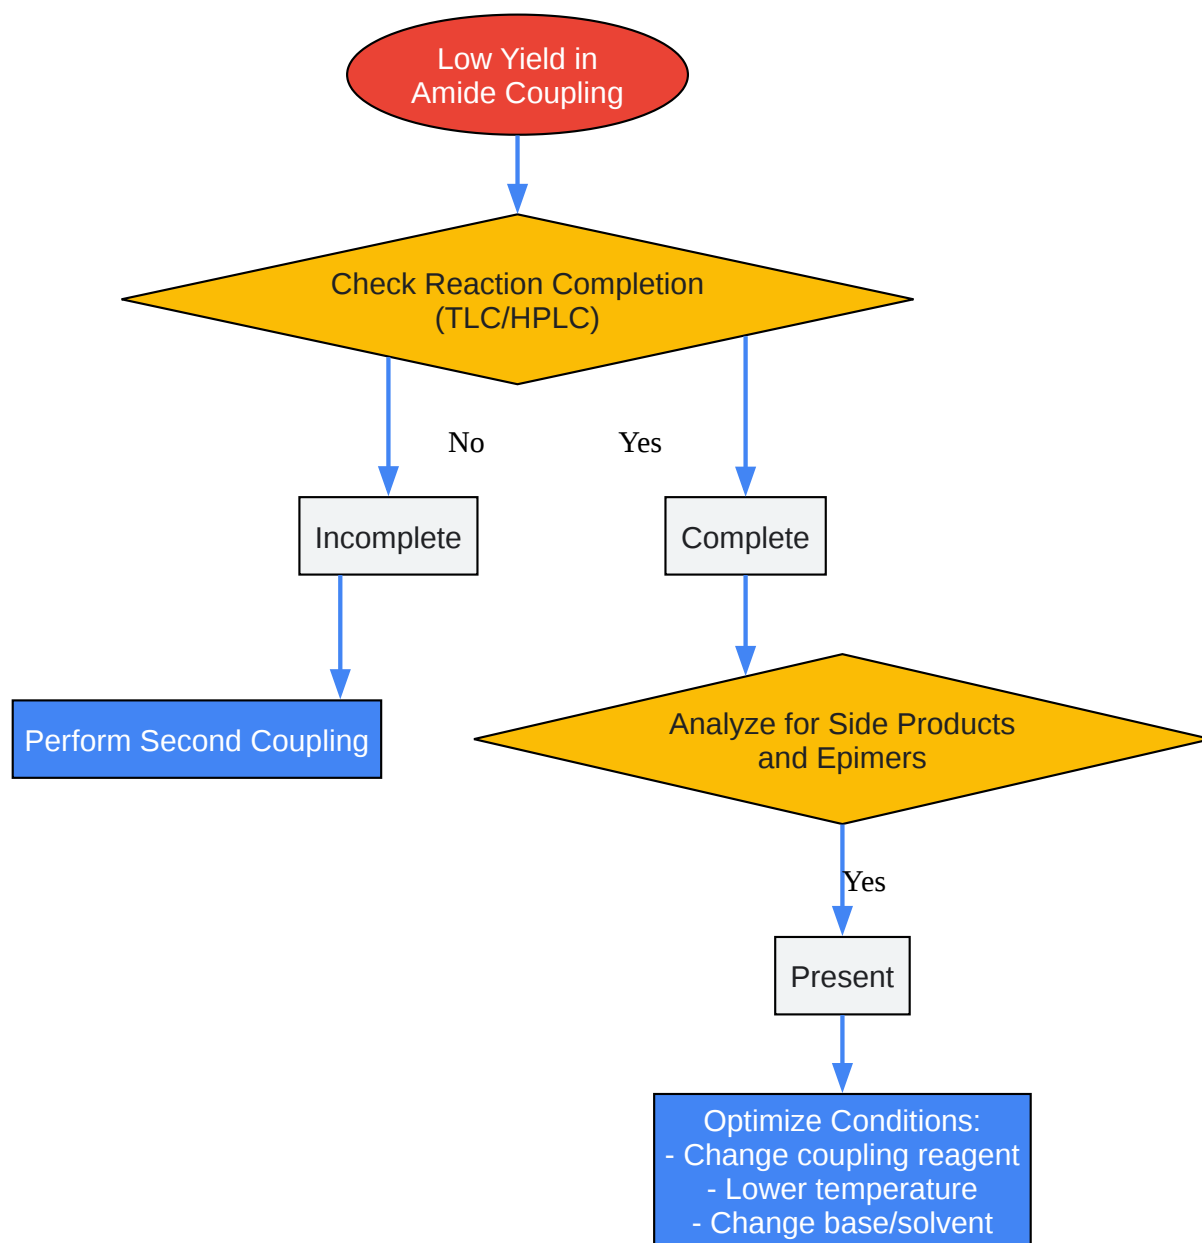 Low Yield in
Amide Coupling
Check Reaction Completion
(TLC/HPLC)
No
Yes
Incomplete
Complete
Perform Second Coupling
Analyze for Side Products
and Epimers
Yes
Present
Optimize Conditions:
- Change coupling reagent
- Lower temperature
- Change base/solvent